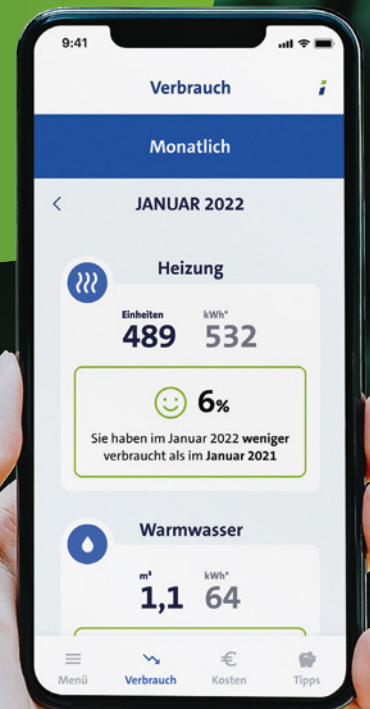 9:41
Verbrauch
Monatlich
JANUAR 2022
Heizung
Einheiten kWh*
489 532
6%
Sie haben im Januar 2022 weniger
verbraucht als im Januar 2021
Warmwasser
m³ kWh*
1,1 64
Menü Verbrauch Kosten Tipps